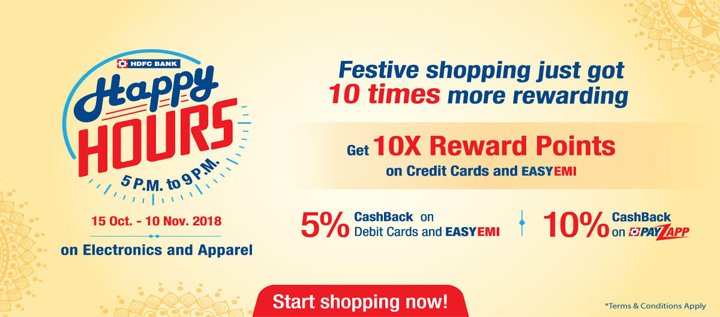 HDFC BANK
Happy
HOURS
5 P.M. to 9 P.M.
15 Oct. - 10 Nov. 2018
on Electronics and Apparel
Festive shopping just got
10 times more rewarding
Get 10X Reward Points
on Credit Cards and EASYEMI
5% CashBack on
Debit Cards and EASYEMI
10% CashBack
on PAYZAPP
Start shopping now!
*Terms & Conditions Apply